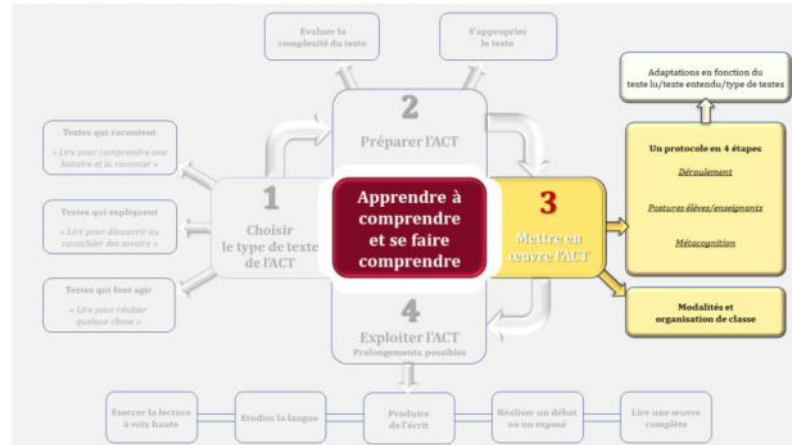 Evaluer la
complexité du texte
S'approprier
le texte
Adaptations en fonction du
texte lu/texte entendu/type de textes
2
Préparer l'ACT
Textes qui racontent
« Lire pour comprendre une
histoire et la raconter »
Un protocole en 4 étapes
Déroulement
Postures élèves/enseignants
Métacognition
1
Choisir
le type de texte
de l'ACT
Apprendre à
comprendre
et se faire
comprendre
3
Mettre en
œuvre l'ACT
Textes qui expliquent
« Lire pour découvrir ou
consolider des savoirs »
Textes qui font agir
« Lire pour réaliser
quelque chose »
Modalités et
organisation de classe
4
Exploiter l'ACT
Prolongements possibles
Exercer la lecture
à voix haute
Etudier la langue
Produire
de l'écrit
Réaliser un débat
ou un exposé
Lire une œuvre
complète